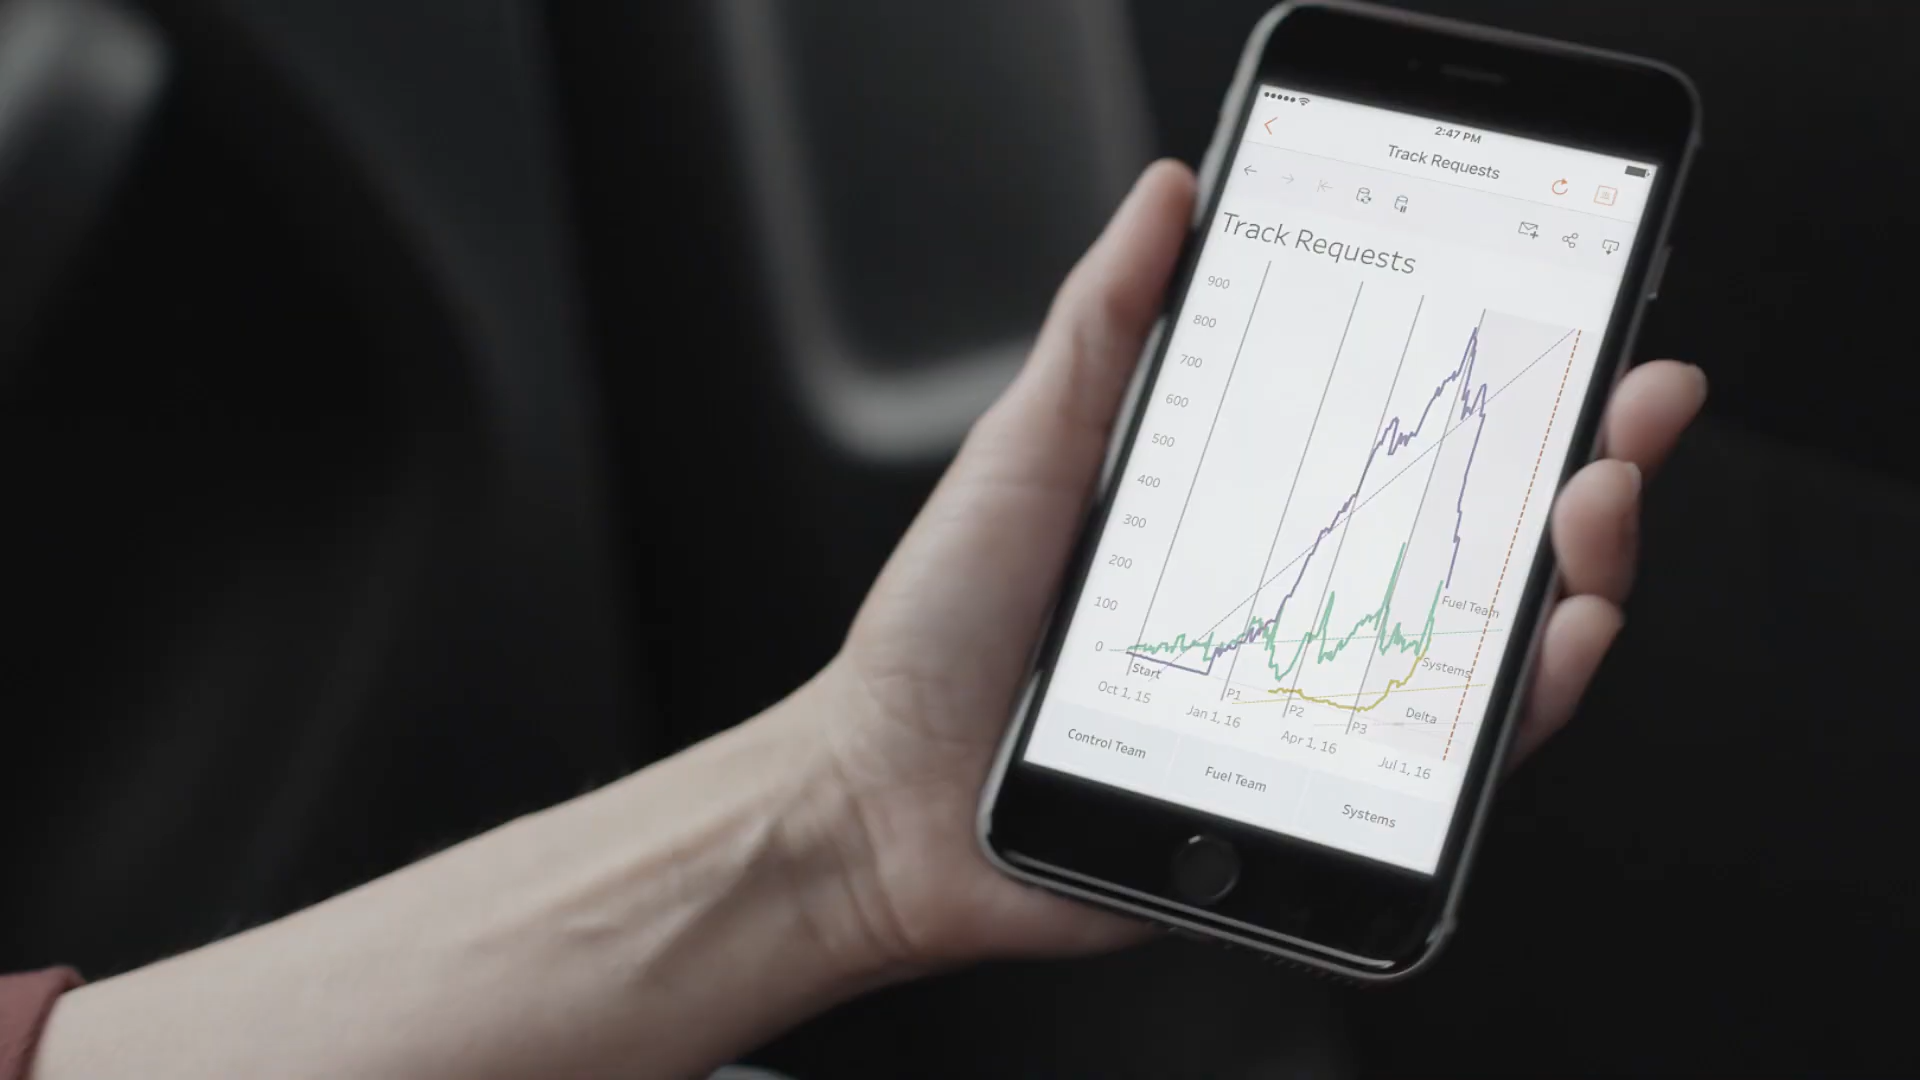 2:47 PM
Track Requests
Track Requests
900
800
700
600
500
400
300
200
100
0
Fuel Team
Systems
Delta
Start
P1
P2
P3
Oct 1, 15
Jan 1, 16
Apr 1, 16
Jul 1, 16
Control Team
Fuel Team
Systems